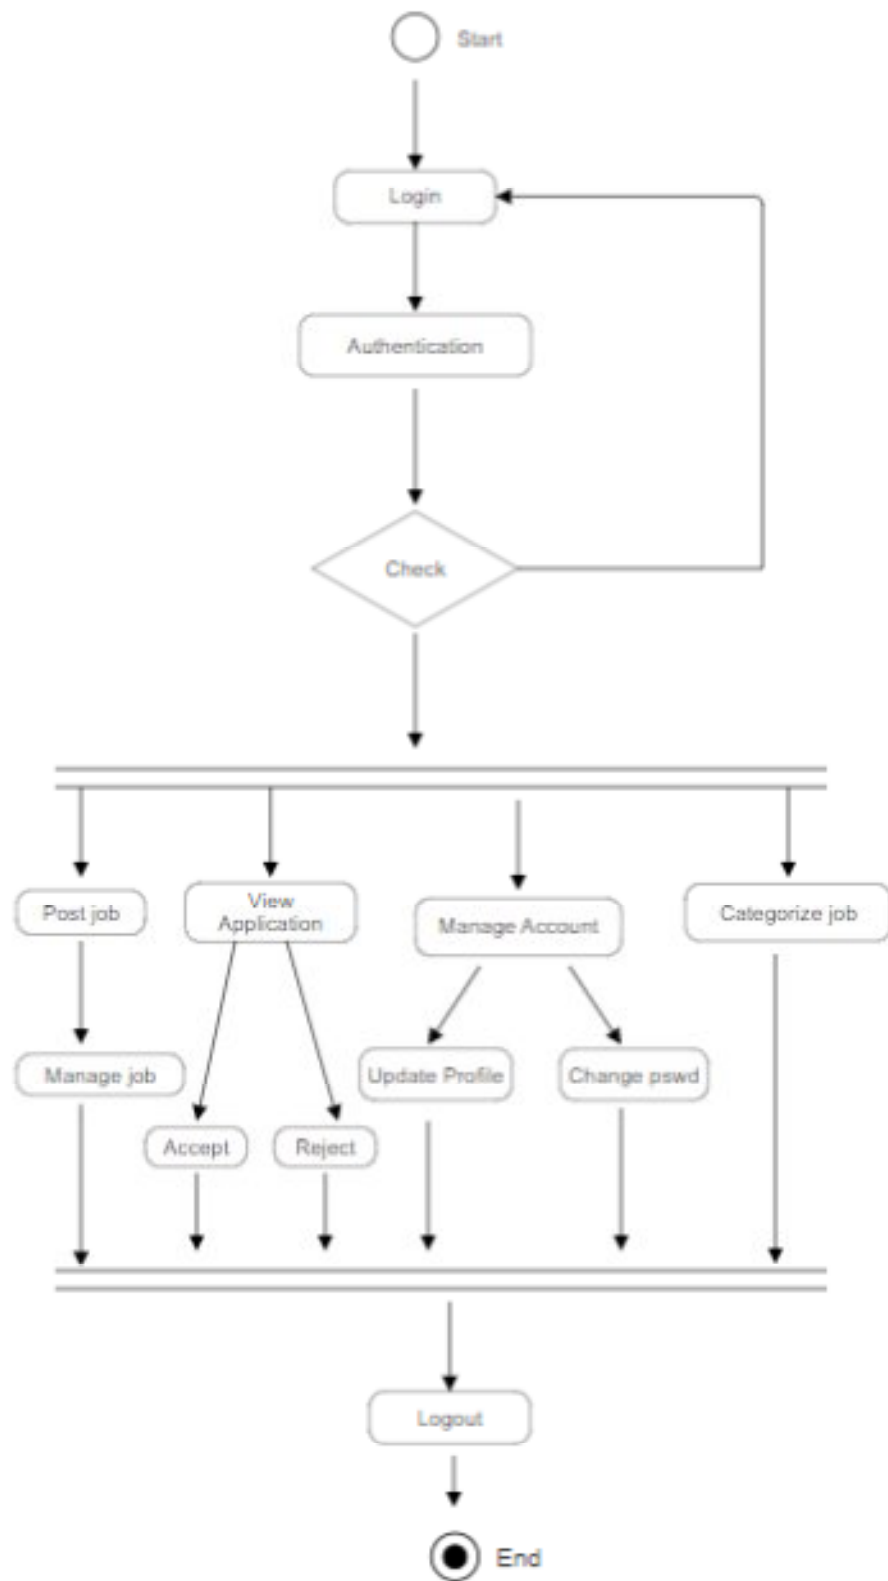 Start
Login
Authentication
Check
Post job
View
Application
Manage Account
Categorize job
Manage job
Update Profile
Change pswd
Accept
Reject
Logout
End